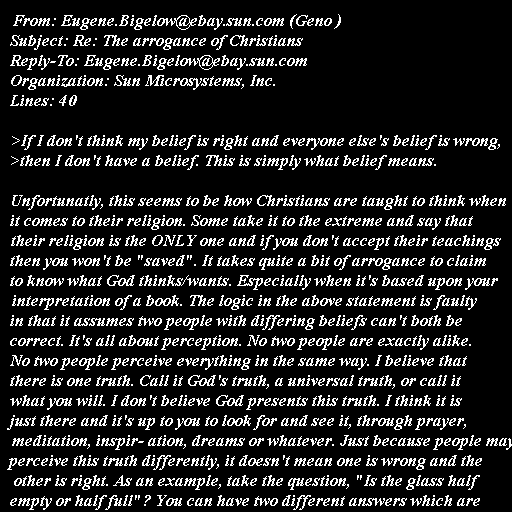 From: Eugene.Bigelow@ebay.sun.com (Geno )
Subject: Re: The arrogance of Christians
Reply-To: Eugene.Bigelow@ebay.sun.com
Organization: Sun Microsystems, Inc.
Lines: 40

>If I don't think my belief is right and everyone else's belief is wrong,
>then I don't have a belief. This is simply what belief means.

Unfortunatly, this seems to be how Christians are taught to think when
it comes to their religion. Some take it to the extreme and say that
their religion is the ONLY one and if you don't accept their teachings
then you won't be "saved". It takes quite a bit of arrogance to claim
to know what God thinks/wants. Especially when it's based upon your
interpretation of a book. The logic in the above statement is faulty
in that it assumes two people with differing beliefs can't both be
correct. It's all about perception. No two people are exactly alike.
No two people perceive everything in the same way. I believe that
there is one truth. Call it God's truth, a universal truth, or call it
what you will. I don't believe God presents this truth. I think it is
just there and it's up to you to look for and see it, through prayer,
meditation, inspir- ation, dreams or whatever. Just because people may
perceive this truth differently, it doesn't mean one is wrong and the
other is right. As an example, take the question, "Is the glass half
empty or half full"? You can have two different answers which are